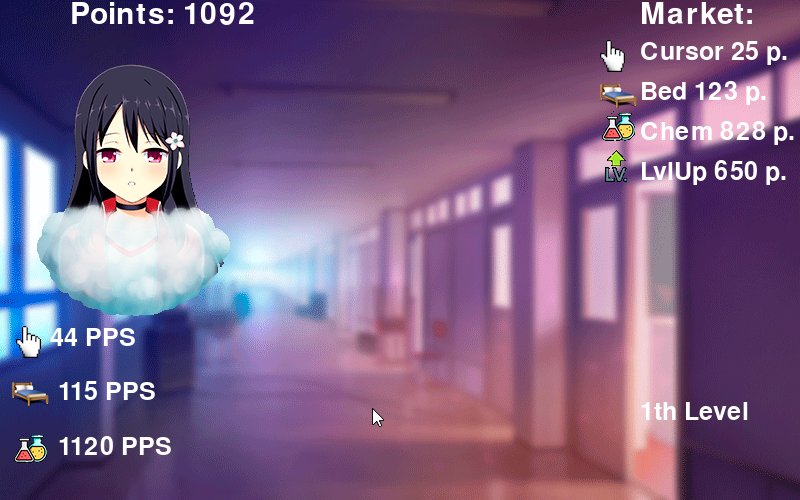 Points: 1092
Market:
Cursor 25 p.
Bed 123 p.
Chem 828 p.
LvlUp 650 p.
LV.
44 PPS
115 PPS
1120 PPS
1th Level